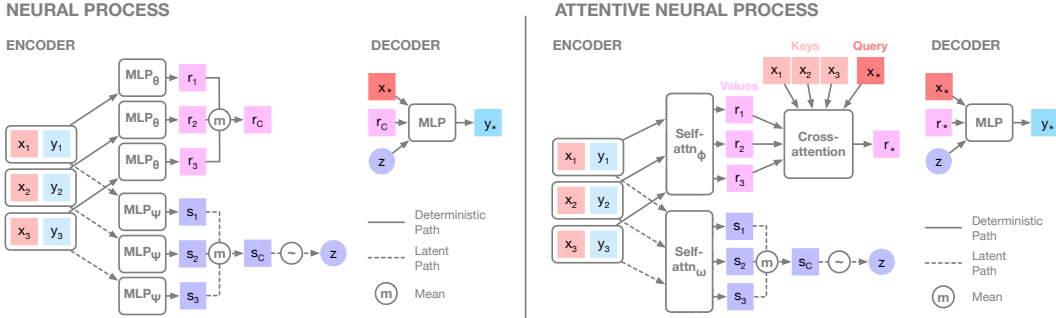 NEURAL PROCESS
ENCODER
DECODER
MLPθ
r1
MLPθ
r2
m
rC
MLPθ
r3
x1 y1
x2 y2
x3 y3
MLPΨ
s1
MLPΨ
s2
m
sC
~
z
MLPΨ
s3
x*
rC
MLP
y*
z
Deterministic
Path
Latent
Path
m
Mean
ATTENTIVE NEURAL PROCESS
ENCODER
DECODER
Keys
Query
x1 x2 x3 x*
Values
r1
r2
r3
Self-
attnϕ
Cross-
attention
r*
x1 y1
x2 y2
x3 y3
Self-
attnω
s1
s2
s3
m
sC
~
z
x*
r*
MLP
y*
z
Deterministic
Path
Latent
Path
m
Mean